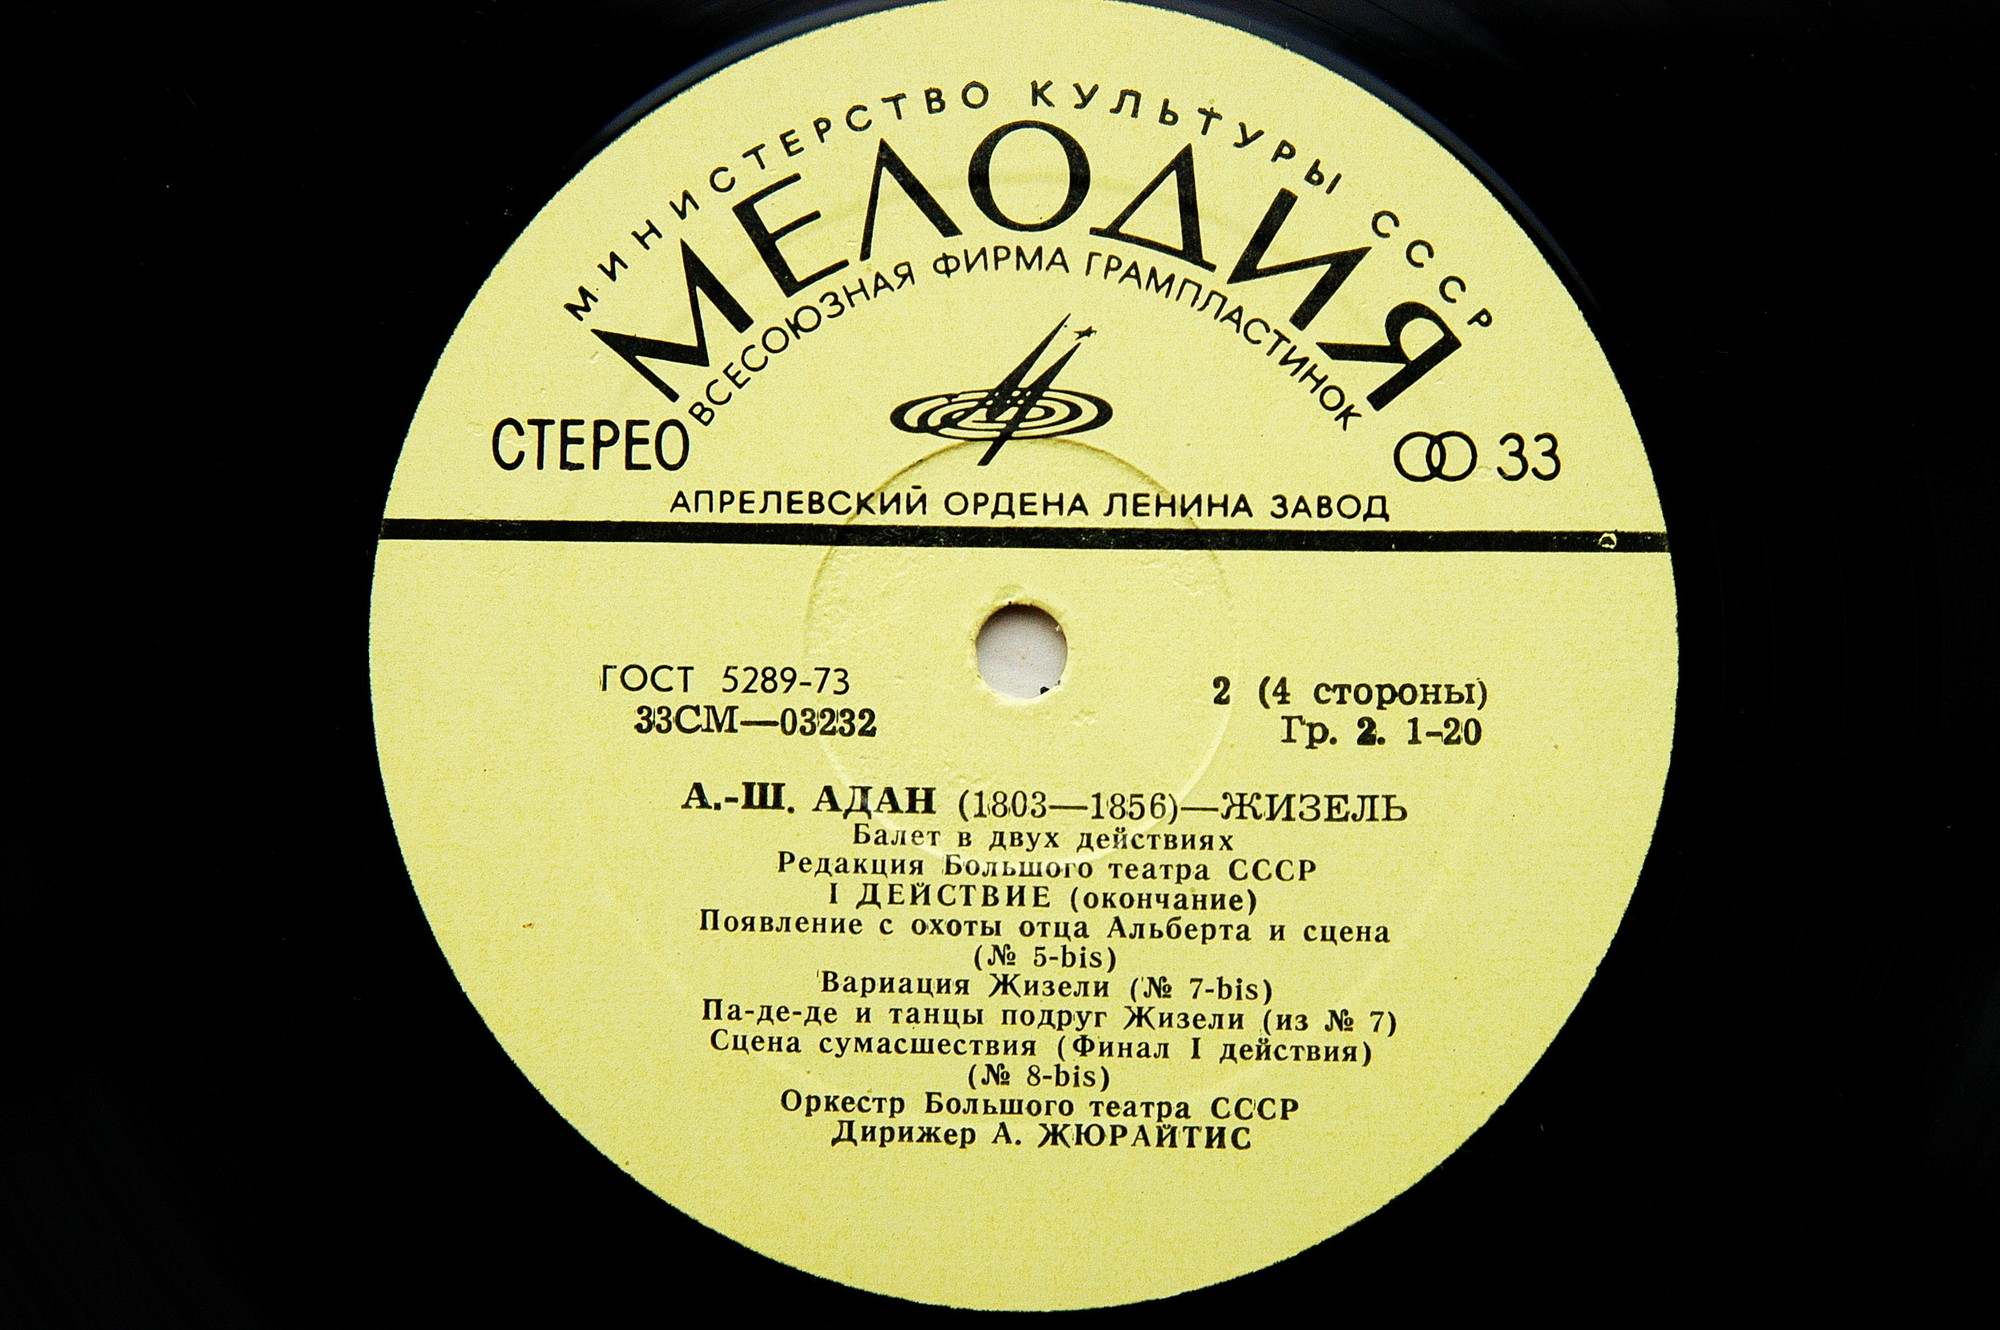 МИНИСТЕРСТВО КУЛЬТУРЫ СССР
МЕЛОДИЯ
ВСЕСОЮЗНАЯ ФИРМА ГРАМПЛАСТИНОК
СТЕРЕО
33
АПРЕЛЕВСКИЙ ОРДЕНА ЛЕНИНА ЗАВОД
ГОСТ 5289-73
33СМ—03232
2 (4 стороны)
Гр. 2. 1-20
А.-Ш. АДАН (1803—1856)—ЖИЗЕЛЬ
Балет в двух действиях
Редакция Большого театра СССР
I ДЕЙСТВИЕ (окончание)
Появление с охоты отца Альберта и сцена
(№ 5-bis)
Вариация Жизели (№ 7-bis)
Па-де-де и танцы подруг Жизели (из № 7)
Сцена сумасшествия (Финал I действия)
(№ 8-bis)
Оркестр Большого театра СССР
Дирижер А. ЖЮРАЙТИС